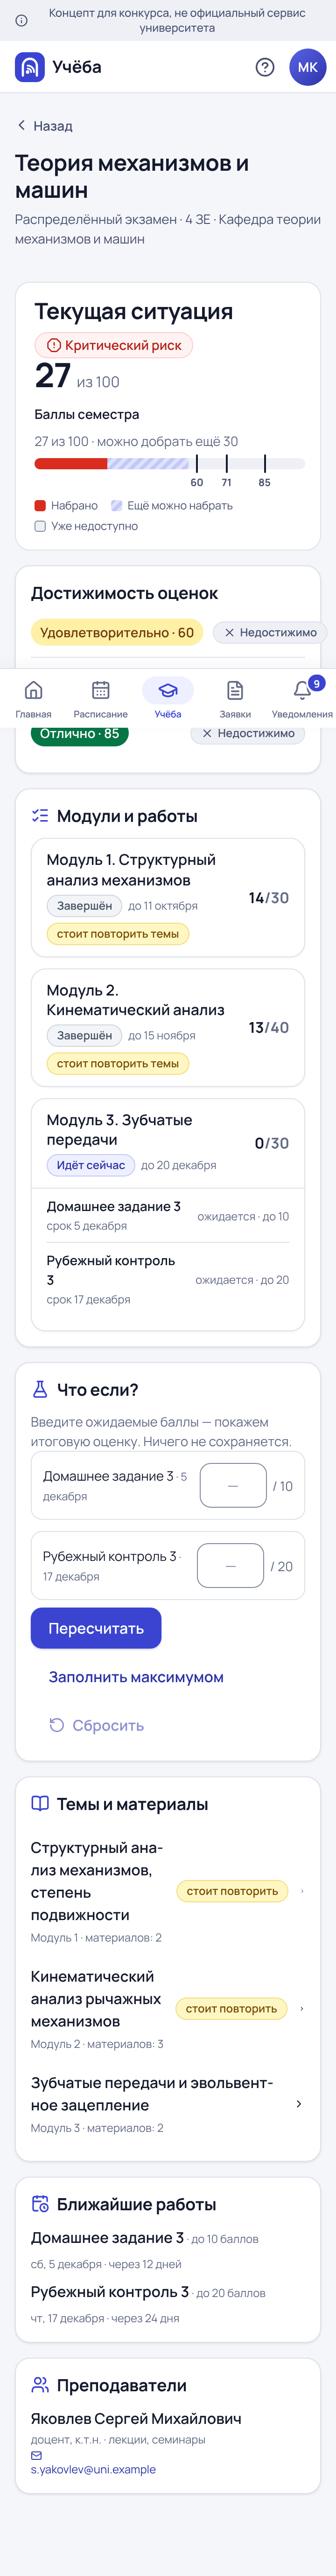 Концепт для конкурса, не официальный сервис
университета
Учёба
МК
Назад
Теория механизмов и
машин
Распределённый экзамен · 4 ЗЕ · Кафедра теории
механизмов и машин
Текущая ситуация
Критический риск
27 из 100
Баллы семестра
27 из 100 · можно добрать ещё 30
60 71 85
Набрано Ещё можно набрать
Уже недоступно
Достижимость оценок
Удовлетворительно · 60 Недостижимо
9
Главная Расписание Учёба Заявки Уведомления
Отлично · 85 Недостижимо
Модули и работы
Модуль 1. Структурный
анализ механизмов
14/30
Завершён до 11 октября
стоит повторить темы
Модуль 2.
Кинематический анализ
13/40
Завершён до 15 ноября
стоит повторить темы
Модуль 3. Зубчатые
передачи
0/30
Идёт сейчас до 20 декабря
Домашнее задание 3
ожидается · до 10
срок 5 декабря
Рубежный контроль
3
ожидается · до 20
срок 17 декабря
Что если?
Введите ожидаемые баллы — покажем
итоговую оценку. Ничего не сохраняется.
Домашнее задание 3 · 5
декабря
— / 10
Рубежный контроль 3 ·
17 декабря
— / 20
Пересчитать
Заполнить максимумом
Сбросить
Темы и материалы
Структурный ана-
лиз механизмов,
степень
подвижности
стоит повторить
Модуль 1 · материалов: 2
Кинематический
анализ рычажных
механизмов
стоит повторить
Модуль 2 · материалов: 3
Зубчатые передачи и эвольвент-
ное зацепление
Модуль 3 · материалов: 2
Ближайшие работы
Домашнее задание 3 · до 10 баллов
сб, 5 декабря · через 12 дней
Рубежный контроль 3 · до 20 баллов
чт, 17 декабря · через 24 дня
Преподаватели
Яковлев Сергей Михайлович
доцент, к.т.н. · лекции, семинары
s.yakovlev@uni.example